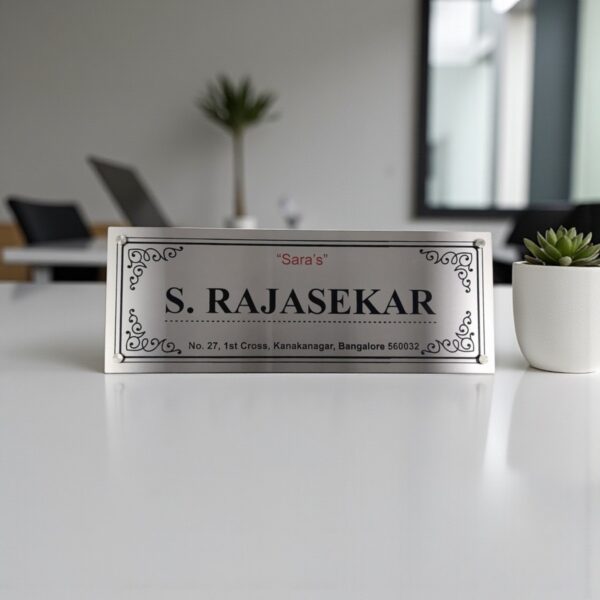 "Sara's"
S. RAJASEKAR
No. 27, 1st Cross, Kanakanagar, Bangalore 560032